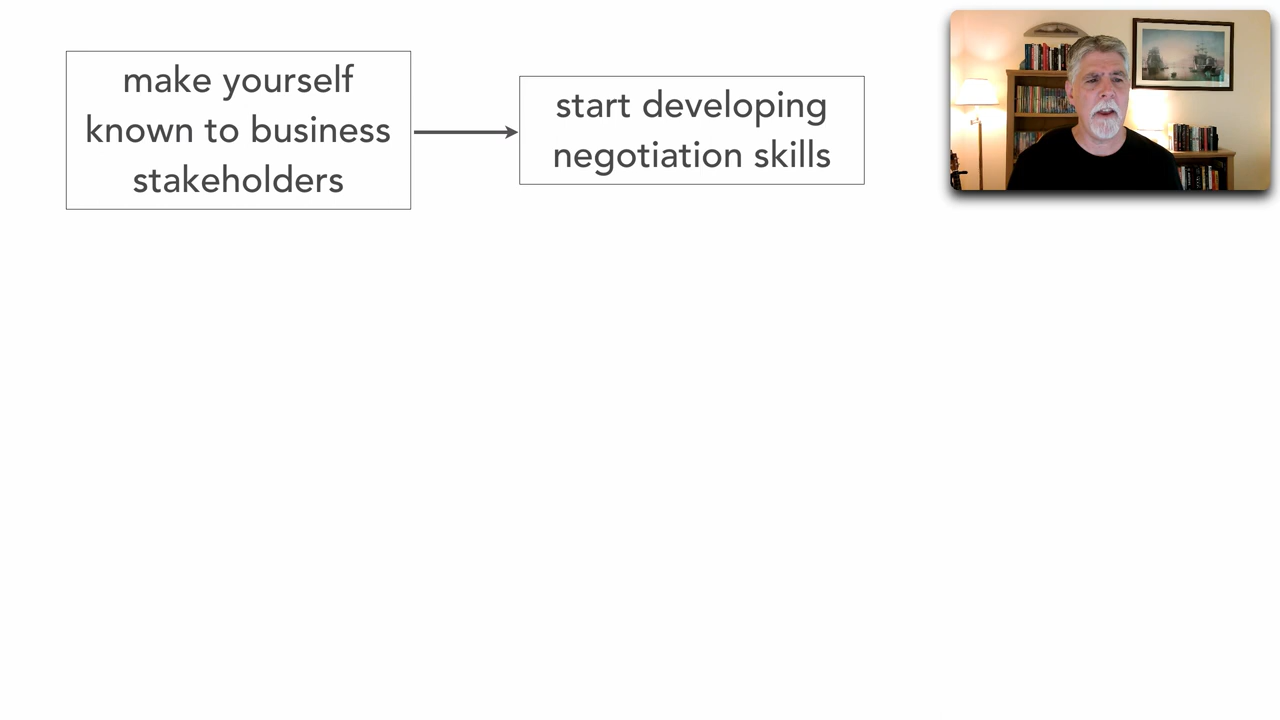 make yourself
known to business
stakeholders
start developing
negotiation skills